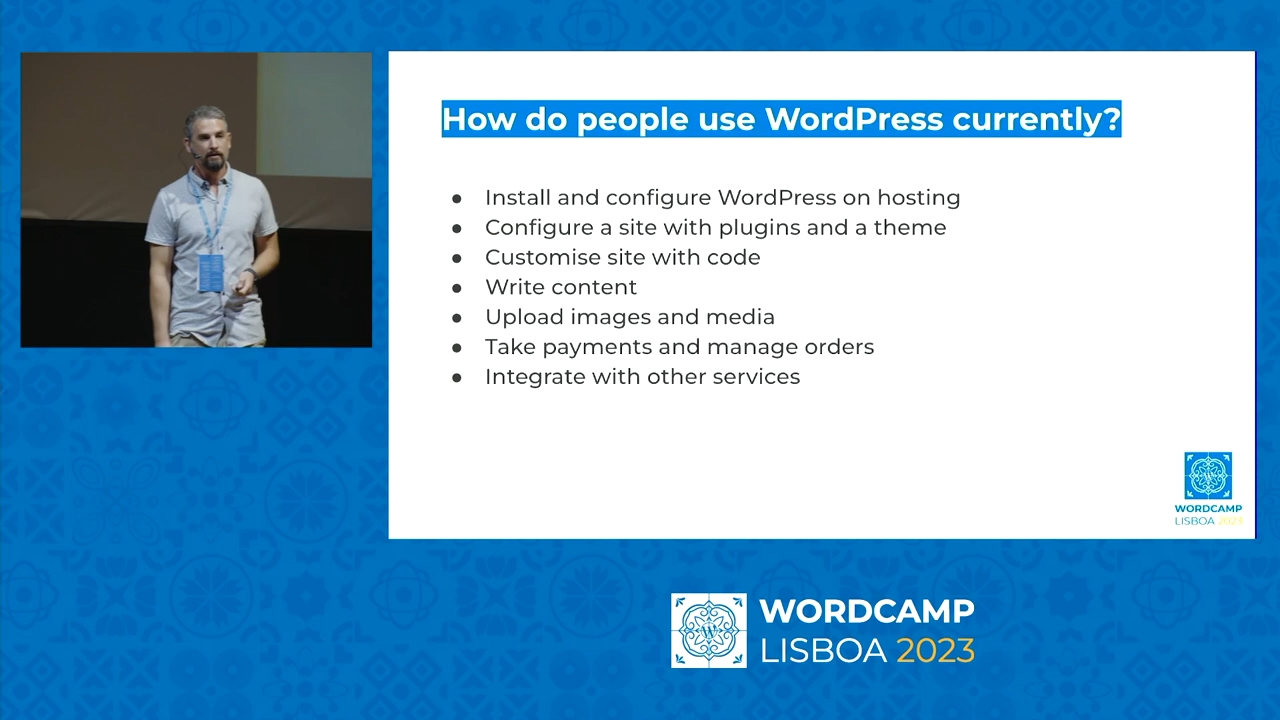 How do people use WordPress currently?
● Install and configure WordPress on hosting
● Configure a site with plugins and a theme
● Customise site with code
● Write content
● Upload images and media
● Take payments and manage orders
● Integrate with other services
WORDCAMP
LISBOA 2023
WORDCAMP
LISBOA 2023